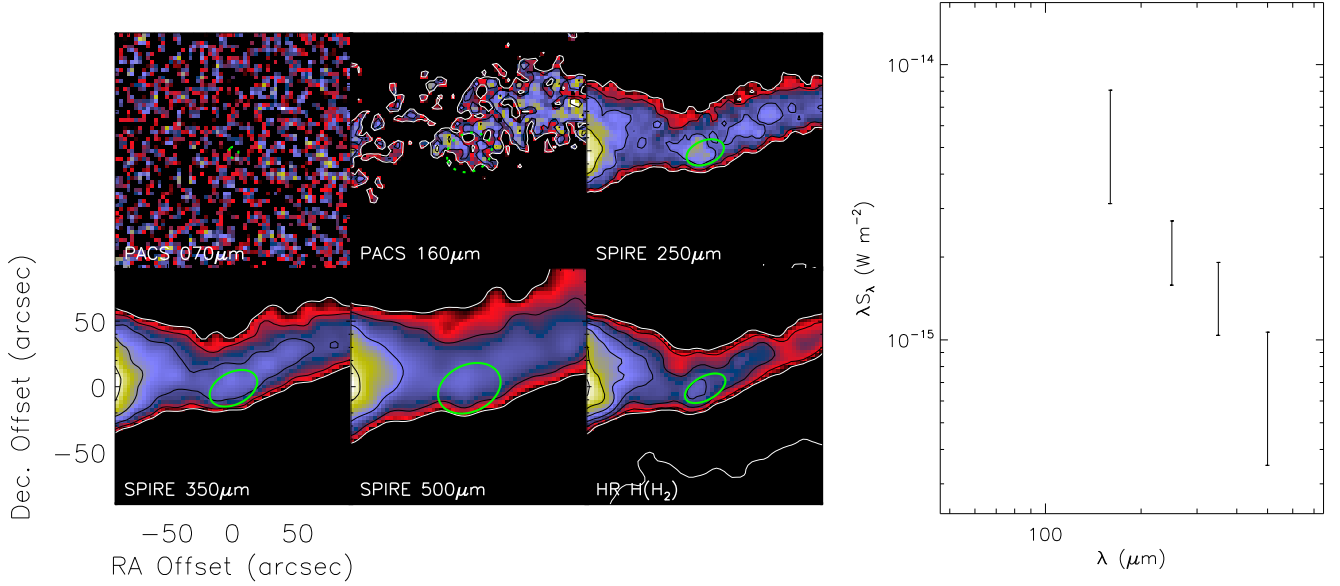 PACS 070μm
PACS 160μm
SPIRE 250μm
SPIRE 350μm
SPIRE 500μm
HR H(H₂)
Dec. Offset (arcsec)
50
0
−50
−50 0 50
RA Offset (arcsec)
10⁻¹⁴
10⁻¹⁵
λSλ (W m⁻²)
100
λ (μm)